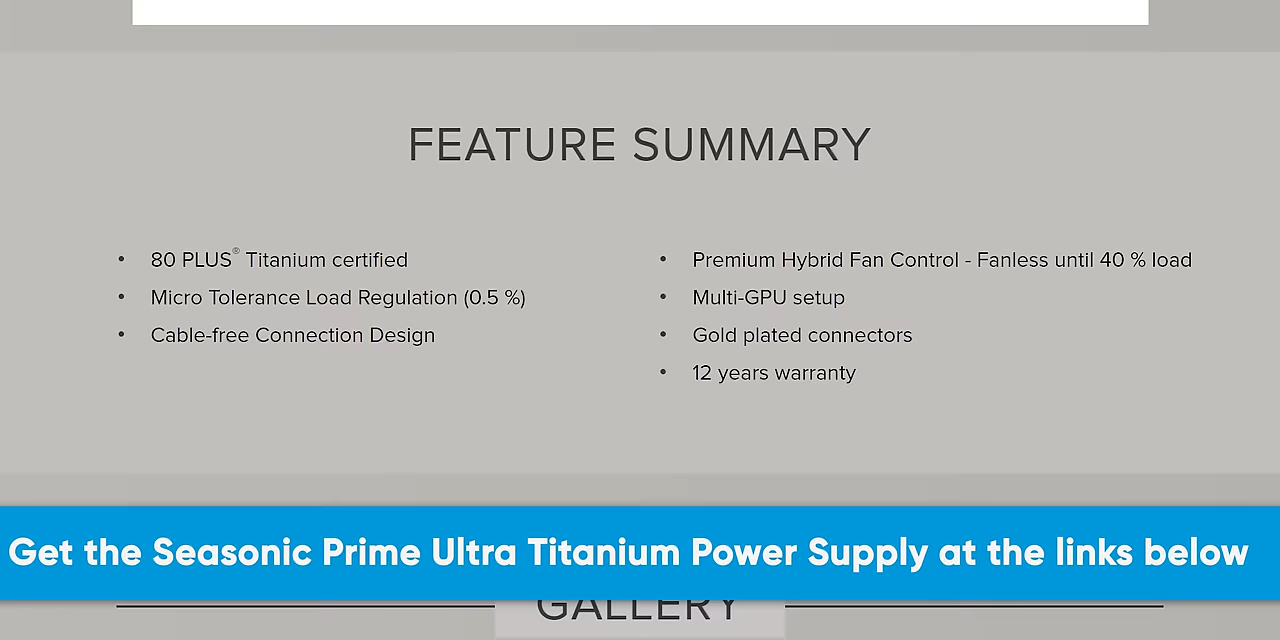 FEATURE SUMMARY
• 80 PLUS® Titanium certified
• Micro Tolerance Load Regulation (0.5 %)
• Cable-free Connection Design
• Premium Hybrid Fan Control - Fanless until 40 % load
• Multi-GPU setup
• Gold plated connectors
• 12 years warranty
Get the Seasonic Prime Ultra Titanium Power Supply at the links below
GALLERY